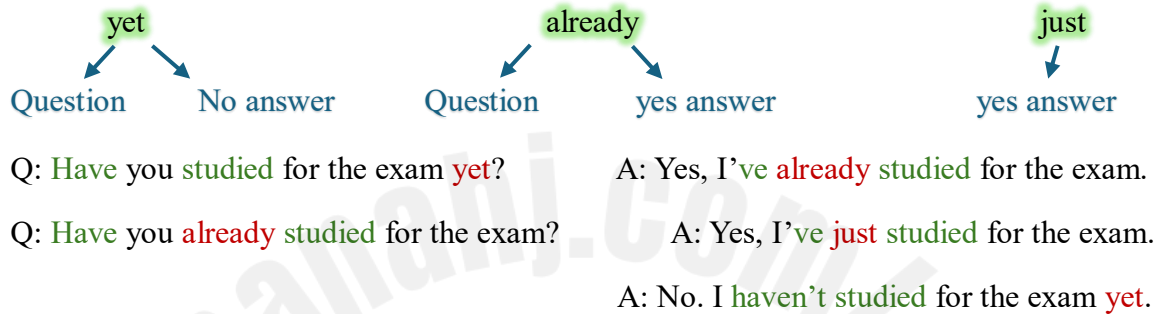 yet already just
Question No answer Question yes answer yes answer
Q: Have you studied for the exam yet? A: Yes, I've already studied for the exam.
Q: Have you already studied for the exam? A: Yes, I've just studied for the exam.
A: No. I haven't studied for the exam yet.